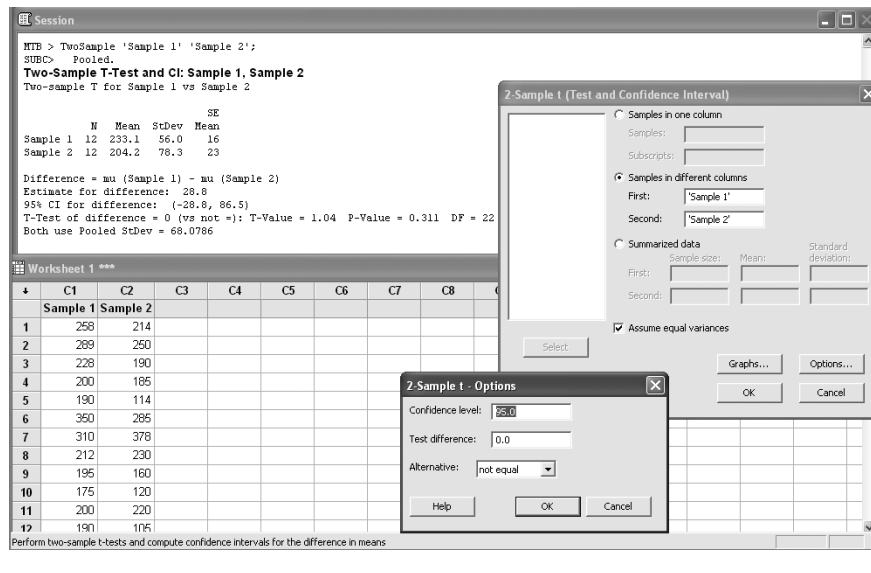 Session
MTB > TwoSample 'Sample 1' 'Sample 2';
SUBC> Pooled.
Two-Sample T-Test and CI: Sample 1, Sample 2
Two-sample T for Sample 1 vs Sample 2
SE
N Mean StDev Mean
Sample 1 12 233.1 56.0 16
Sample 2 12 204.2 78.3 23
Difference = mu (Sample 1) - mu (Sample 2)
Estimate for difference: 28.8
95% CI for difference: (-28.8, 86.5)
T-Test of difference = 0 (vs not =): T-Value = 1.04 P-Value = 0.311 DF = 22
Both use Pooled StDev = 68.0786
2-Sample t (Test and Confidence Interval)
Samples in one column
Samples:
Subscripts:
Samples in different columns
First: 'Sample 1'
Second: 'Sample 2'
Summarized data
Sample size: Mean: Standard deviation:
First:
Second:
Assume equal variances
Select
Graphs... Options...
OK Cancel
Worksheet 1 ***
C1 C2 C3 C4 C5 C6 C7 C8
Sample 1 Sample 2
1 258 214
2 289 250
3 228 190
4 200 185
5 190 114
6 350 285
7 310 378
8 212 230
9 195 160
10 175 120
11 200 220
12 190 105
2-Sample t - Options
Confidence level: 95.0
Test difference: 0.0
Alternative: not equal
Help OK Cancel
Perform two-sample t-tests and compute confidence intervals for the difference in means